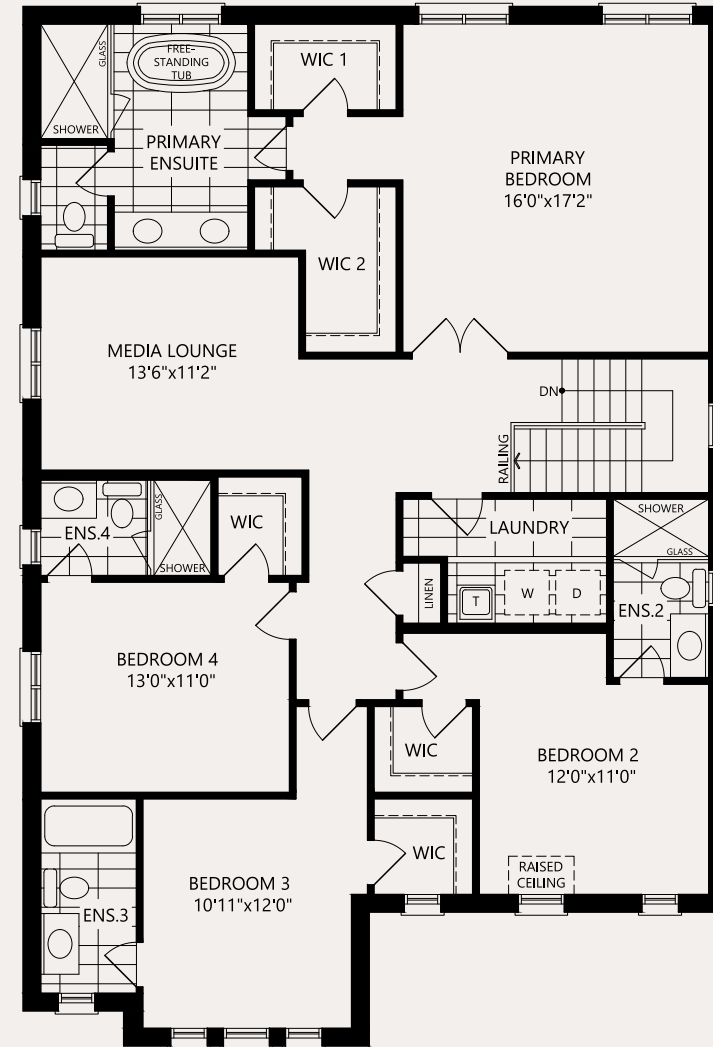 FREE-
STANDING
TUB
GLASS
SHOWER
WIC 1
PRIMARY
ENSUITE
PRIMARY
BEDROOM
16'0"x17'2"
WIC 2
MEDIA LOUNGE
13'6"x11'2"
DN
RAILING
GLASS
ENS.4
SHOWER
WIC
LAUNDRY
SHOWER
GLASS
LINEN
T
W
D
ENS.2
BEDROOM 4
13'0"x11'0"
WIC
BEDROOM 2
12'0"x11'0"
WIC
RAISED
CEILING
BEDROOM 3
10'11"x12'0"
ENS.3